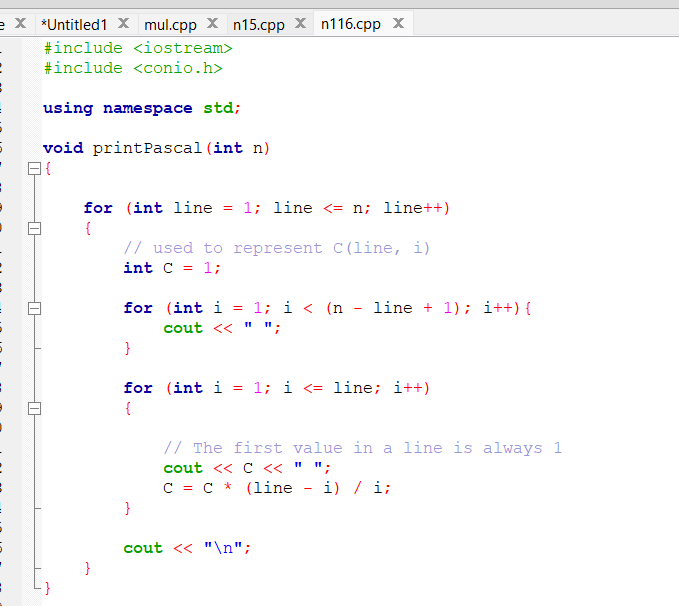 e *Untitled1 mul.cpp n15.cpp n116.cpp
#include <iostream>
#include <conio.h>
using namespace std;
void printPascal(int n)
{
for (int line = 1; line <= n; line++)
{
// used to represent C(line, i)
int C = 1;
for (int i = 1; i < (n - line + 1); i++){
cout << " ";
}
for (int i = 1; i <= line; i++)
{
// The first value in a line is always 1
cout << C << " ";
C = C * (line - i) / i;
}
cout << "\n";
}
}